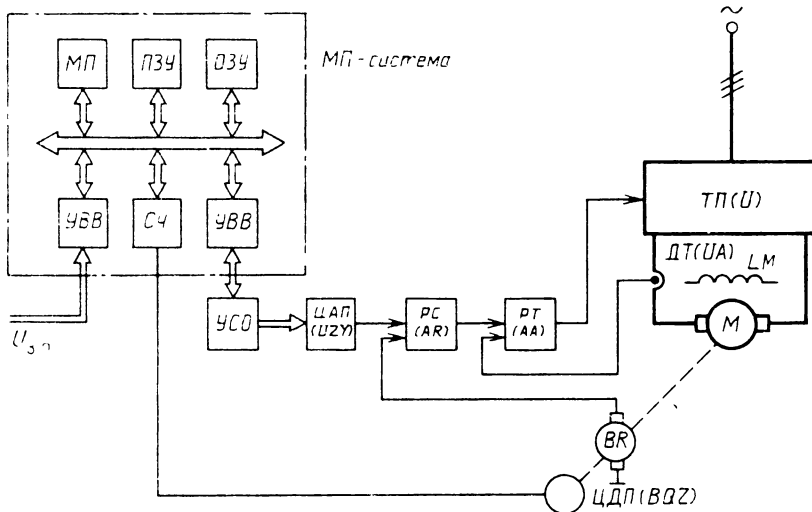 ~
МП
ПЗУ
ОЗУ
МП-система
УВВ
СЧ
УВВ
ТП(U)
ДТ(UA)
LM
M
УСО
ЦАП
(UZY)
РС
(AR)
РТ
(AA)
BR
ЦДП(BQZ)